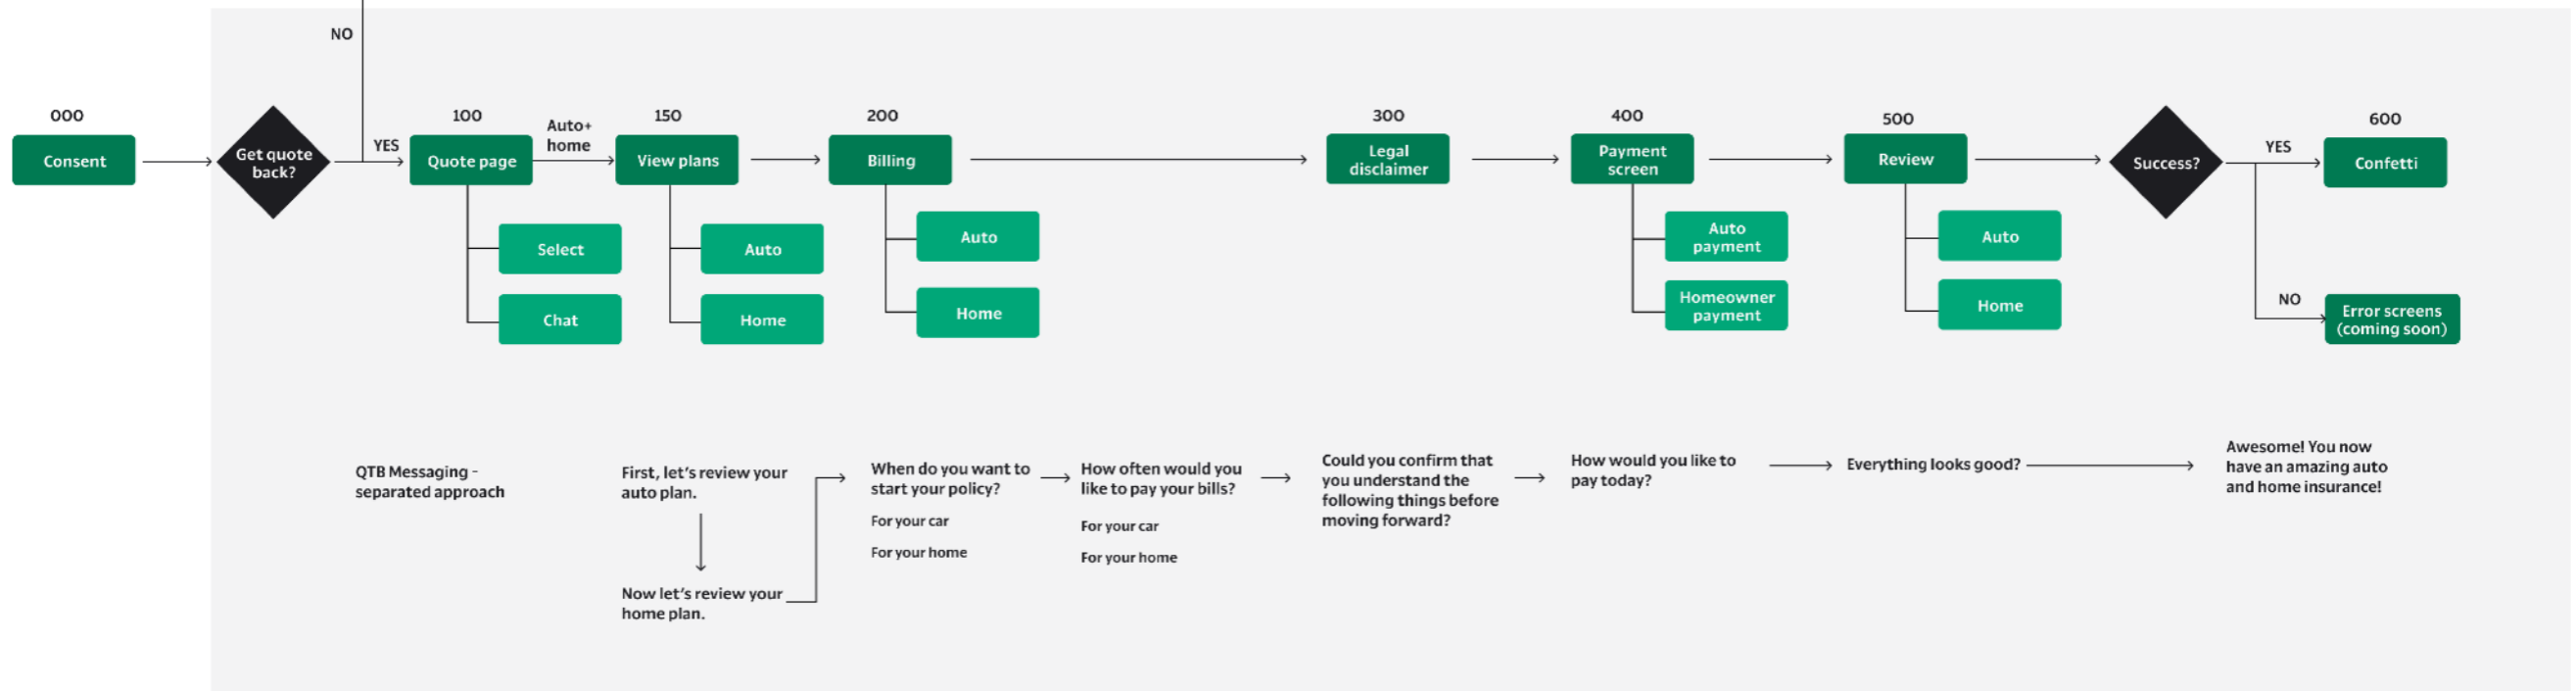 NO
000
Consent
Get quote
back?
YES
100
Quote page
Select
Chat
Auto+
home
150
View plans
Auto
Home
200
Billing
Auto
Home
300
Legal
disclaimer
400
Payment
screen
Auto
payment
Homeowner
payment
500
Review
Auto
Home
Success?
YES
600
Confetti
NO
Error screens
(coming soon)
QTB Messaging -
separated approach
First, let's review your
auto plan.
Now let's review your
home plan.
When do you want to
start your policy?
For your car
For your home
How often would you
like to pay your bills?
For your car
For your home
Could you confirm that
you understand the
following things before
moving forward?
How would you like to
pay today?
Everything looks good?
Awesome! You now
have an amazing auto
and home insurance!